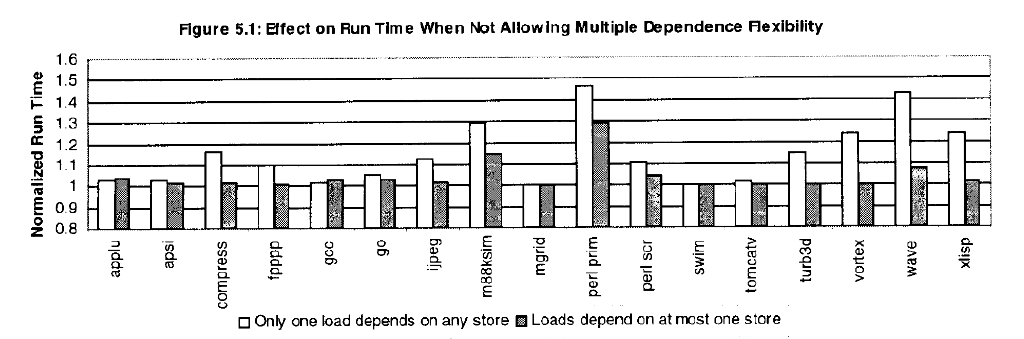 Figure 5.1: Effect on Run Time When Not Allowing Multiple Dependence Flexibility
Normalized Run Time
1.6
1.5
1.4
1.3
1.2
1.1
1
0.9
0.8
applu
apsi
compress
fpppp
gcc
go
ijpeg
m88ksim
mgrid
perl prim
perl scr
swim
tomcatv
turb3d
vortex
wave
xlisp
Only one load depends on any store
Loads depend on at most one store